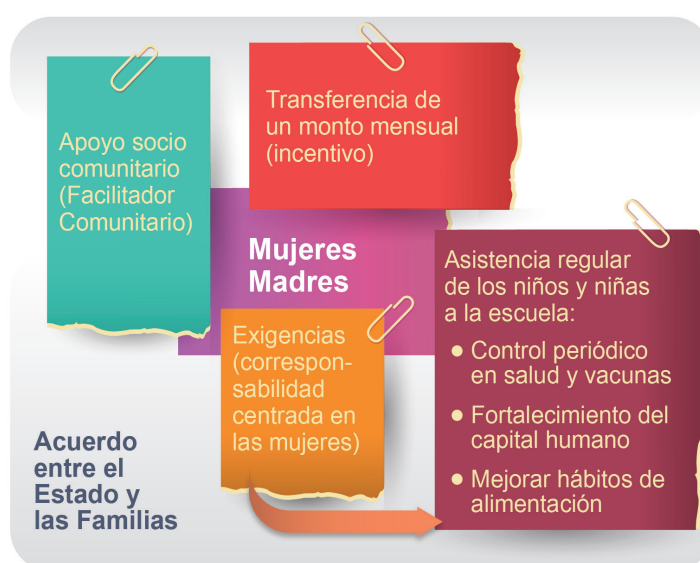 Apoyo socio
comunitario
(Facilitador
Comunitario)
Transferencia de
un monto mensual
(incentivo)
Mujeres
Madres
Exigencias
(correspon-
sabilidad
centrada en
las mujeres)
Asistencia regular
de los niños y niñas
a la escuela:
● Control periódico
en salud y vacunas
● Fortalecimiento del
capital humano
● Mejorar hábitos de
alimentación
Acuerdo
entre el
Estado y
las Familias